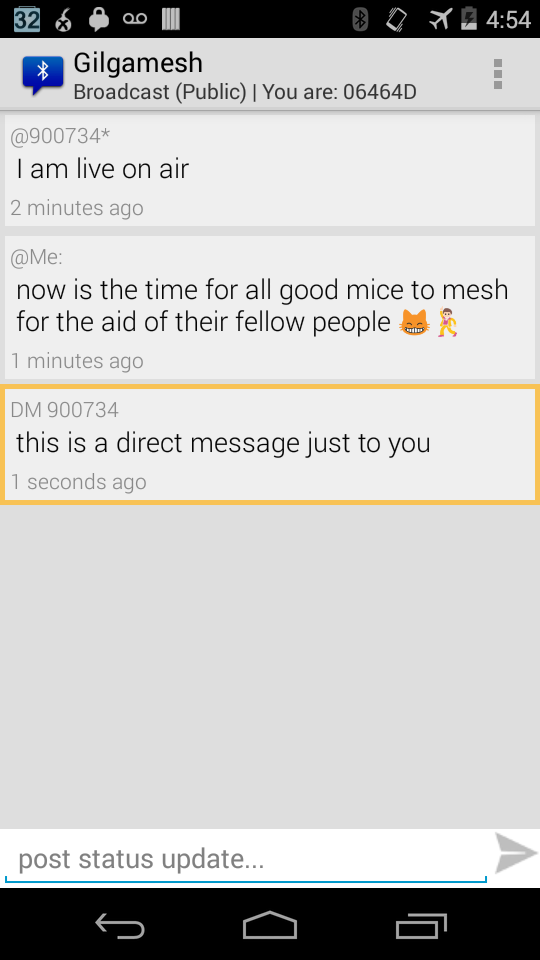 32
4:54
Gilgamesh
Broadcast (Public) | You are: 06464D
@900734*
I am live on air
2 minutes ago
@Me:
now is the time for all good mice to mesh
for the aid of their fellow people 😸🕺
1 minutes ago
DM 900734
this is a direct message just to you
1 seconds ago
post status update...